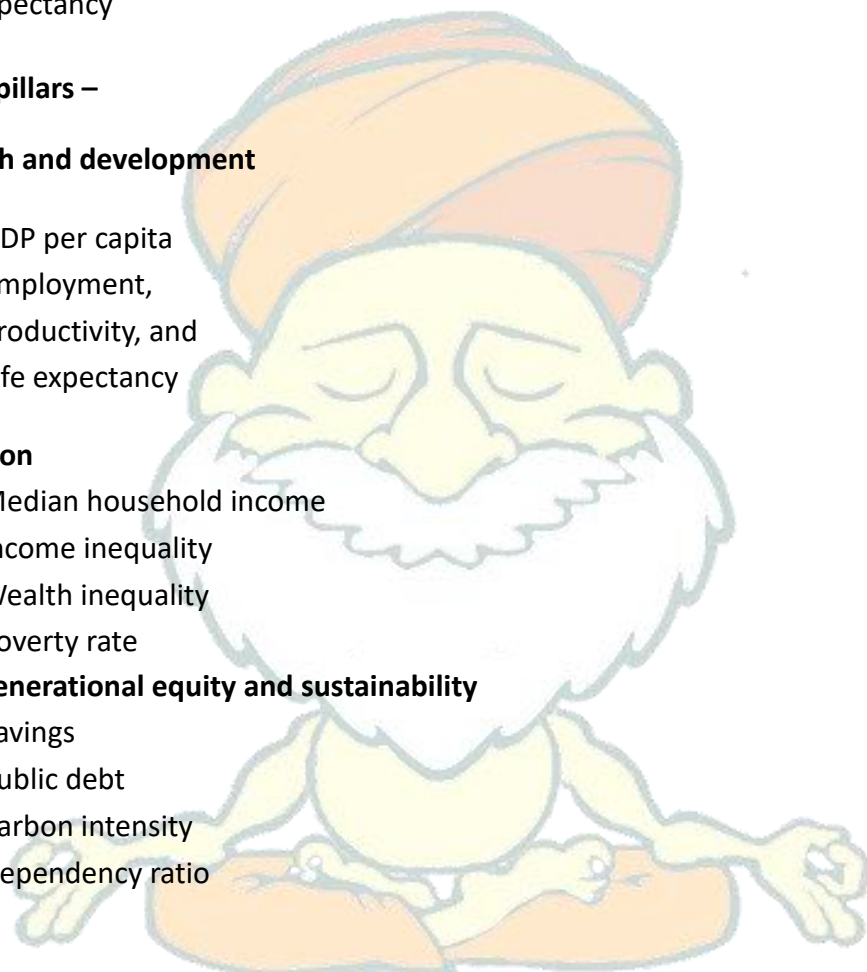 pectancy
pillars –
h and development
DP per capita
mployment,
roductivity, and
fe expectancy
on
Median household income
ncome inequality
Wealth inequality
overty rate
enerational equity and sustainability
avings
ublic debt
arbon intensity
ependency ratio